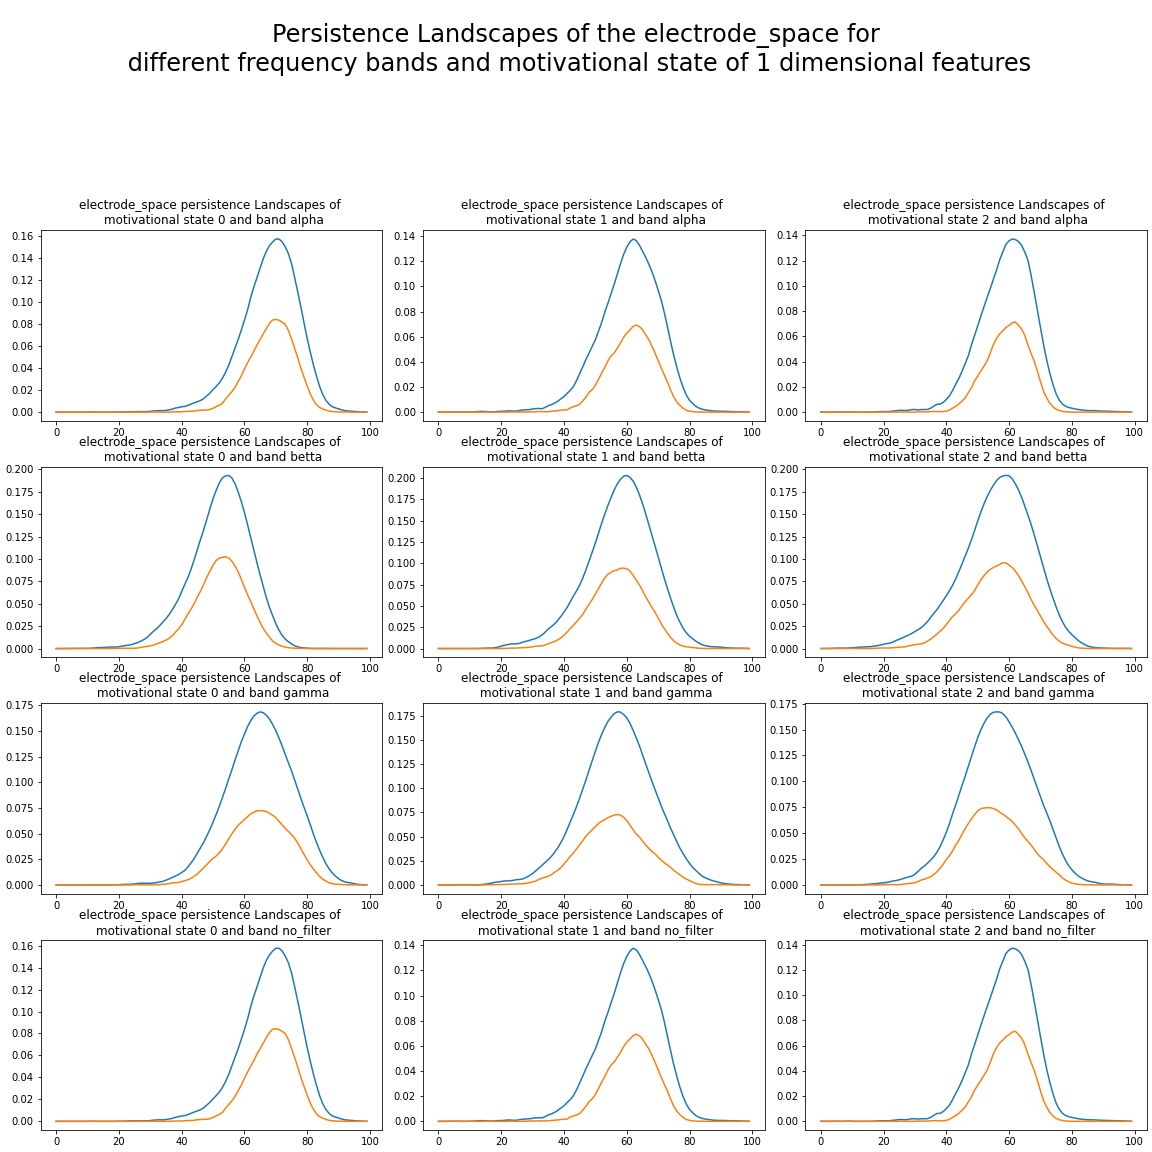 Persistence Landscapes of the electrode_space for
different frequency bands and motivational state of 1 dimensional features
electrode_space persistence Landscapes of
motivational state 0 and band alpha
0.16
0.14
0.12
0.10
0.08
0.06
0.04
0.02
0.00
0 20 40 60 80 100
electrode_space persistence Landscapes of
motivational state 1 and band alpha
0.14
0.12
0.10
0.08
0.06
0.04
0.02
0.00
0 20 40 60 80 100
electrode_space persistence Landscapes of
motivational state 2 and band alpha
0.14
0.12
0.10
0.08
0.06
0.04
0.02
0.00
0 20 40 60 80 100
electrode_space persistence Landscapes of
motivational state 0 and band betta
0.200
0.175
0.150
0.125
0.100
0.075
0.050
0.025
0.000
0 20 40 60 80 100
electrode_space persistence Landscapes of
motivational state 1 and band betta
0.200
0.175
0.150
0.125
0.100
0.075
0.050
0.025
0.000
0 20 40 60 80 100
electrode_space persistence Landscapes of
motivational state 2 and band betta
0.200
0.175
0.150
0.125
0.100
0.075
0.050
0.025
0.000
0 20 40 60 80 100
electrode_space persistence Landscapes of
motivational state 0 and band gamma
0.175
0.150
0.125
0.100
0.075
0.050
0.025
0.000
0 20 40 60 80 100
electrode_space persistence Landscapes of
motivational state 1 and band gamma
0.175
0.150
0.125
0.100
0.075
0.050
0.025
0.000
0 20 40 60 80 100
electrode_space persistence Landscapes of
motivational state 2 and band gamma
0.175
0.150
0.125
0.100
0.075
0.050
0.025
0.000
0 20 40 60 80 100
electrode_space persistence Landscapes of
motivational state 0 and band no_filter
0.16
0.14
0.12
0.10
0.08
0.06
0.04
0.02
0.00
0 20 40 60 80 100
electrode_space persistence Landscapes of
motivational state 1 and band no_filter
0.14
0.12
0.10
0.08
0.06
0.04
0.02
0.00
0 20 40 60 80 100
electrode_space persistence Landscapes of
motivational state 2 and band no_filter
0.14
0.12
0.10
0.08
0.06
0.04
0.02
0.00
0 20 40 60 80 100